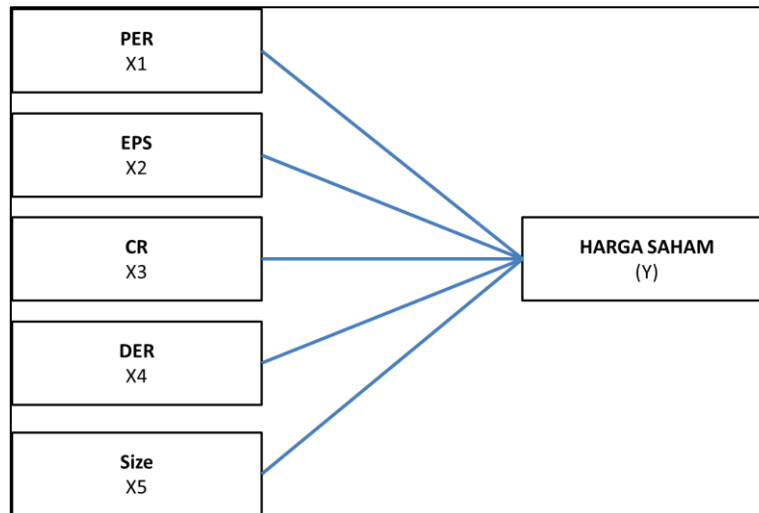 PER
X1
EPS
X2
CR
X3
HARGA SAHAM
(Y)
DER
X4
Size
X5